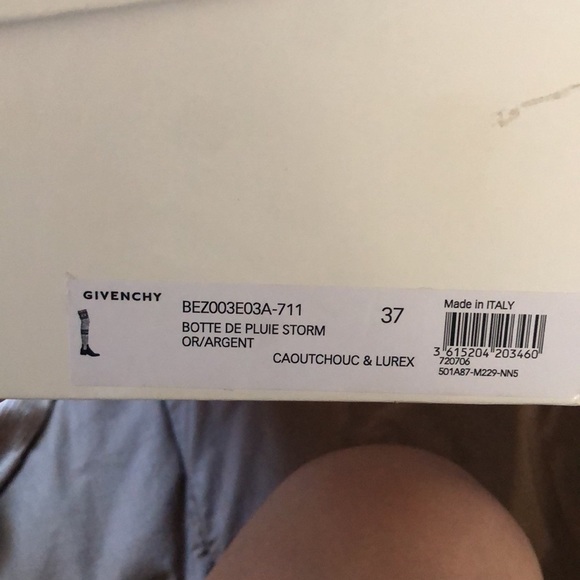 GIVENCHY
BEZ003E03A-711
37
BOTTE DE PLUIE STORM
OR/ARGENT
CAOUTCHOUC & LUREX
Made in ITALY
3 615204 203460
720706
501A87-M229-NN5